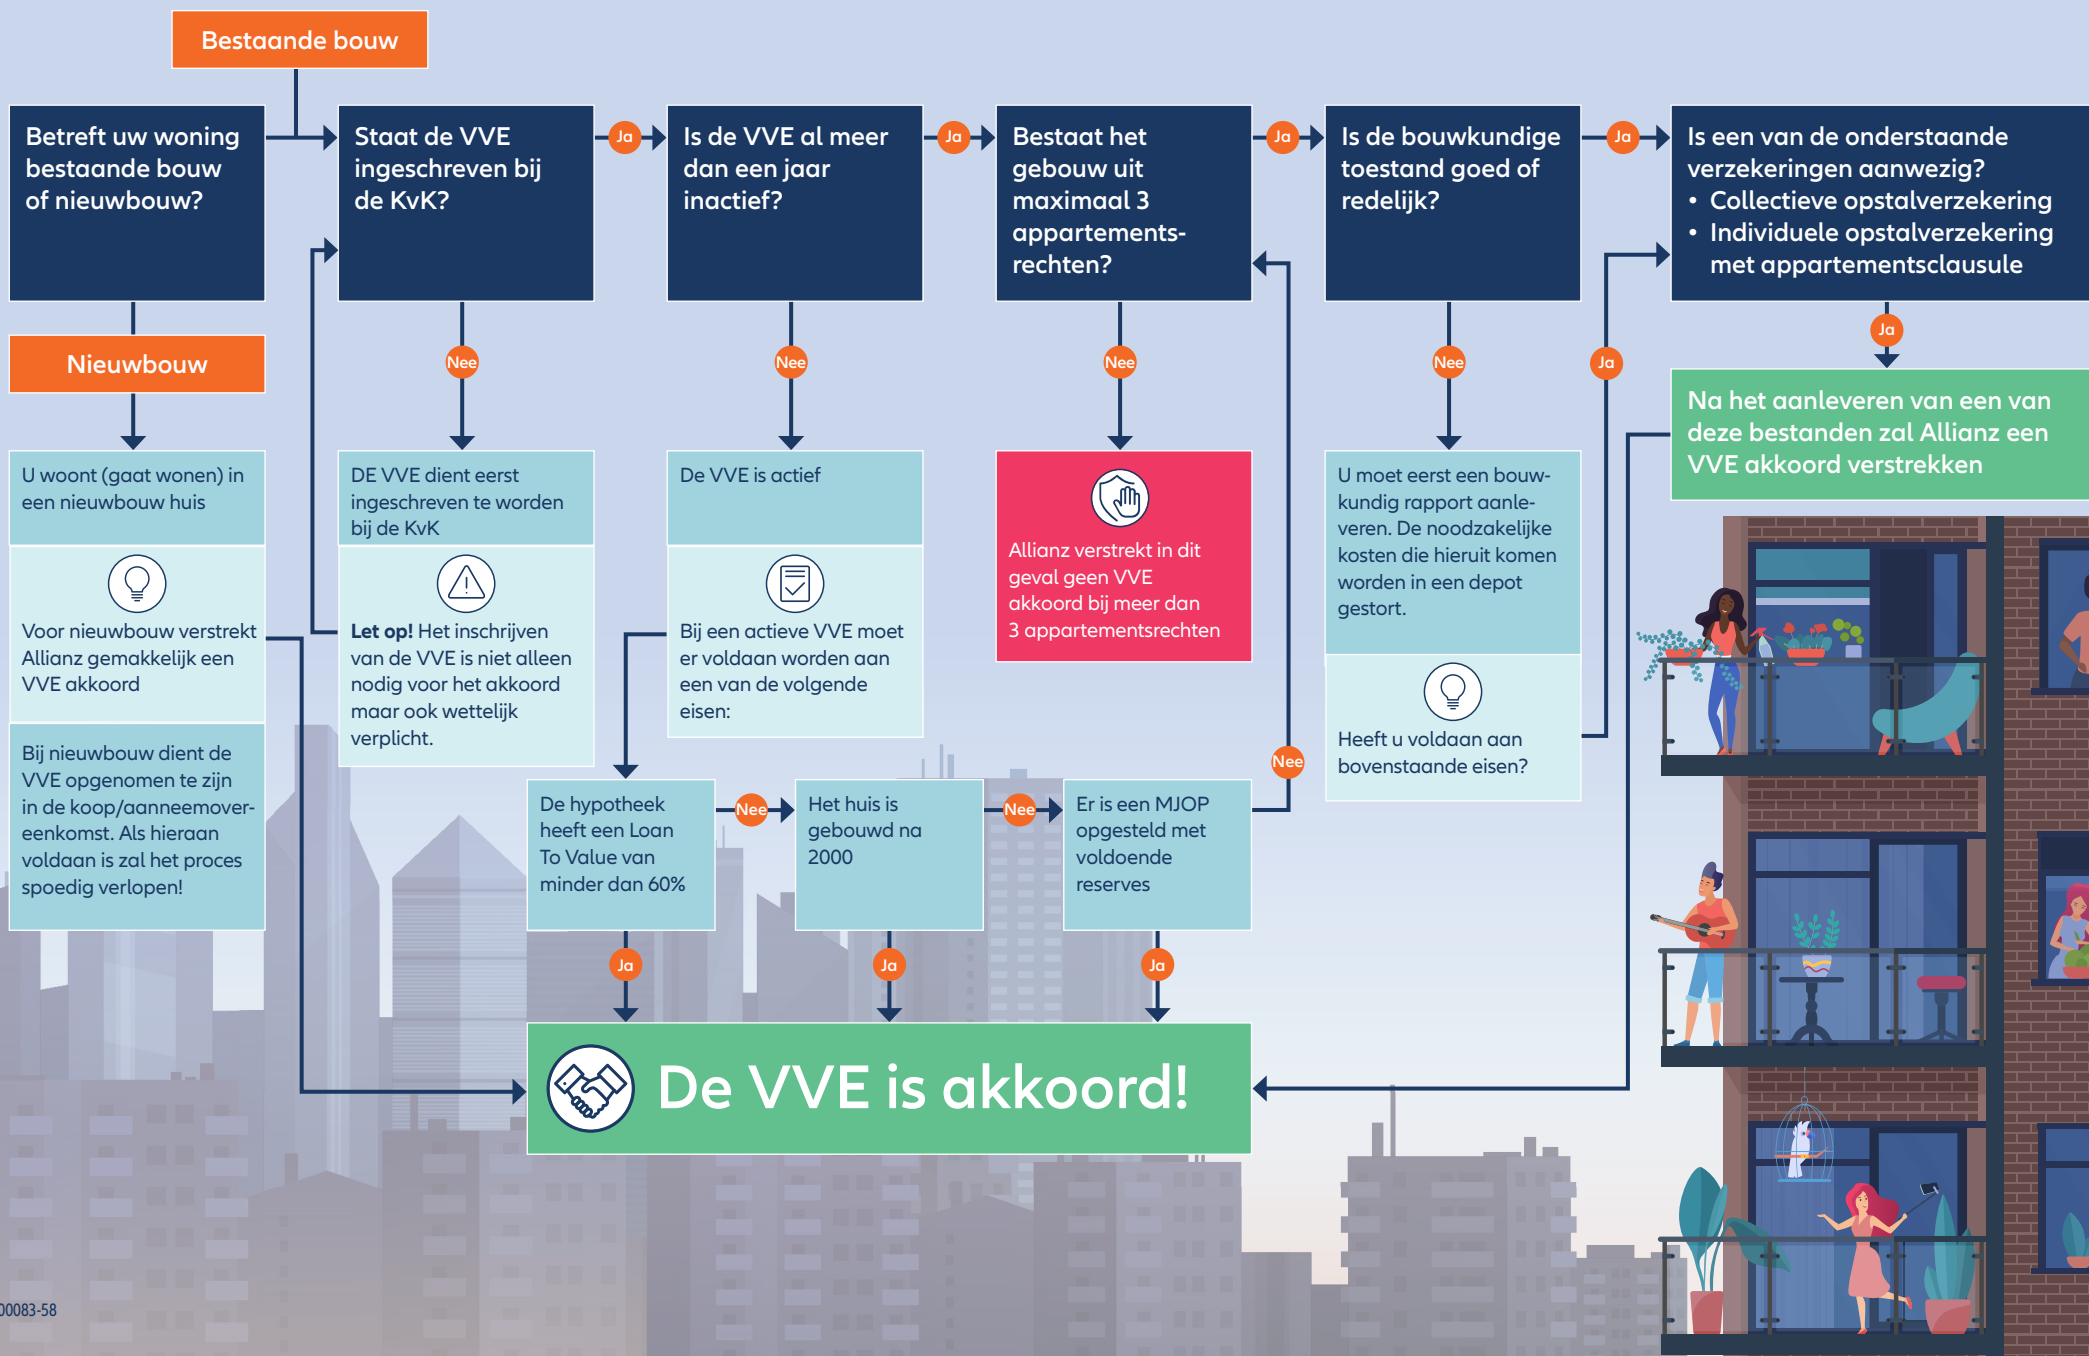 Bestaande bouw
Betreft uw woning
bestaande bouw
of nieuwbouw?
Staat de VVE
ingeschreven bij
de KvK?
Ja
Is de VVE al meer
dan een jaar
inactief?
Ja
Bestaat het
gebouw uit
maximaal 3
appartements-
rechten?
Ja
Is de bouwkundige
toestand goed of
redelijk?
Ja
Is een van de onderstaande
verzekeringen aanwezig?
• Collectieve opstalverzekering
• Individuele opstalverzekering
met appartementsclausule
Nieuwbouw
Nee
Nee
Nee
Nee
Ja
Ja
U woont (gaat wonen) in
een nieuwbouw huis
Voor nieuwbouw verstrekt
Allianz gemakkelijk een
VVE akkoord
Bij nieuwbouw dient de
VVE opgenomen te zijn
in de koop/aanneemover-
eenkomst. Als hieraan
voldaan is zal het proces
spoedig verlopen!
DE VVE dient eerst
ingeschreven te worden
bij de KvK
Let op! Het inschrijven
van de VVE is niet alleen
nodig voor het akkoord
maar ook wettelijk
verplicht.
De VVE is actief
Bij een actieve VVE moet
er voldaan worden aan
een van de volgende
eisen:
Allianz verstrekt in dit
geval geen VVE
akkoord bij meer dan
3 appartementsrechten
U moet eerst een bouw-
kundig rapport aanle-
veren. De noodzakelijke
kosten die hieruit komen
worden in een depot
gestort.
Heeft u voldaan aan
bovenstaande eisen?
Na het aanleveren van een van
deze bestanden zal Allianz een
VVE akkoord verstrekken
De hypotheek
heeft een Loan
To Value van
minder dan 60%
Nee
Het huis is
gebouwd na
2000
Nee
Er is een MJOP
opgesteld met
voldoende
reserves
Nee
Ja
Ja
Ja
De VVE is akkoord!
00083-58